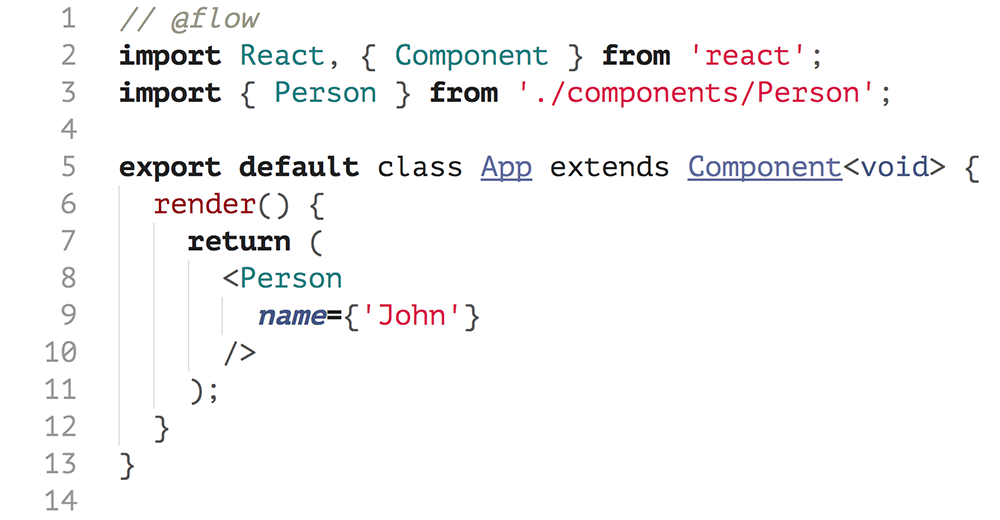 1 // @flow
2 import React, { Component } from 'react';
3 import { Person } from './components/Person';
4
5 export default class App extends Component<void> {
6   render() {
7     return (
8       <Person
9         name={'John'}
10       />
11     );
12   }
13 }
14